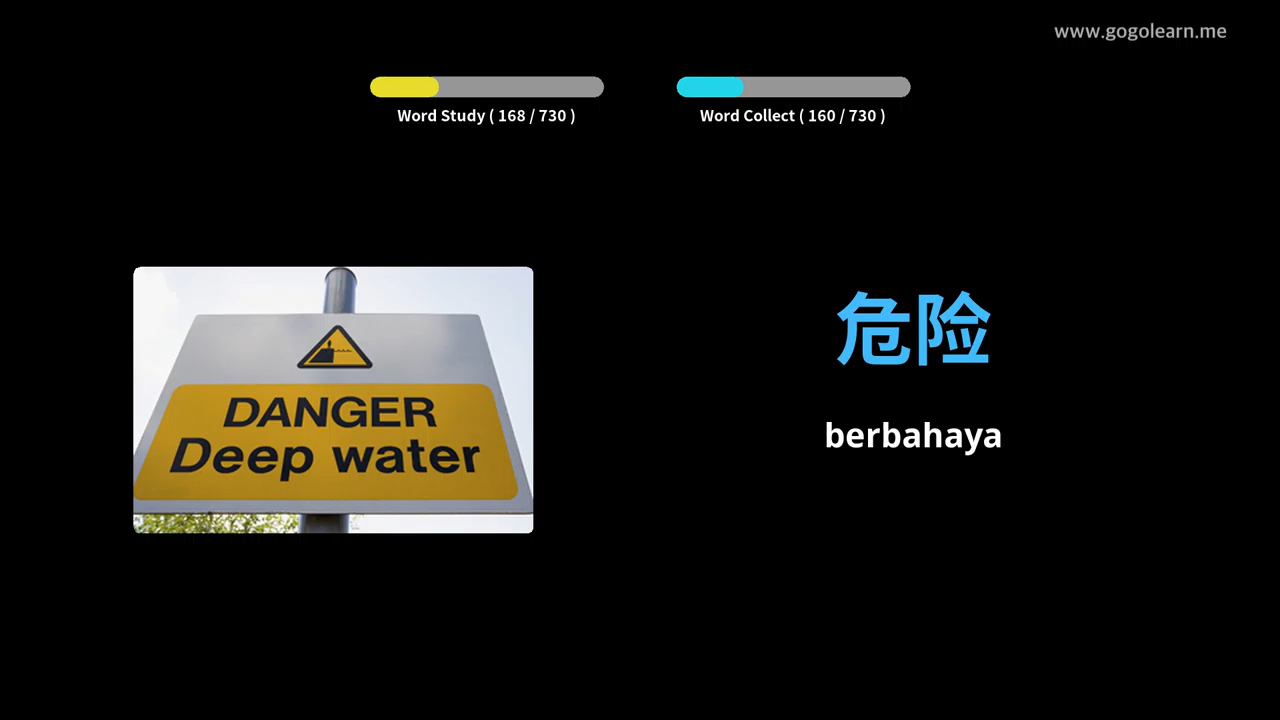 www.gogolearn.me
Word Study ( 168 / 730 )
Word Collect ( 160 / 730 )
DANGER
Deep water
危险
berbahaya